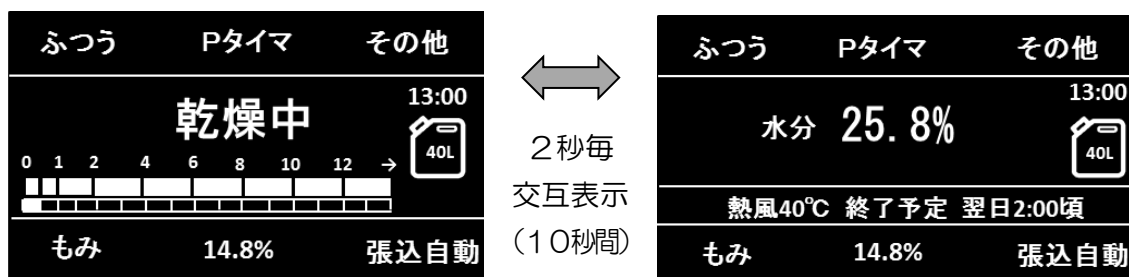 ふつう Pタイマ その他
13:00
乾燥中
40L
0 1 2 4 6 8 10 12 →
もみ 14.8% 張込自動
２秒毎
交互表示
（１０秒間）
ふつう Pタイマ その他
13:00
水分 25.8%
40L
熱風40℃ 終了予定 翌日2:00頃
もみ 14.8% 張込自動